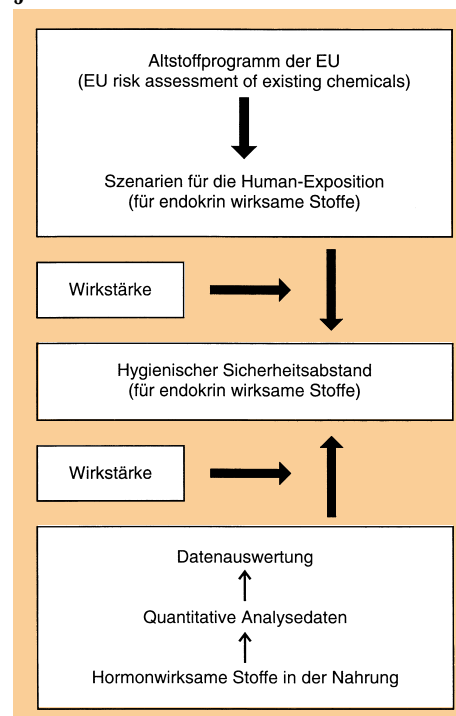 Altstoffprogramm der EU
(EU risk assessment of existing chemicals)
Szenarien für die Human-Exposition
(für endokrin wirksame Stoffe)
Wirkstärke
Hygienischer Sicherheitsabstand
(für endokrin wirksame Stoffe)
Wirkstärke
Datenauswertung
Quantitative Analysedaten
Hormonwirksame Stoffe in der Nahrung